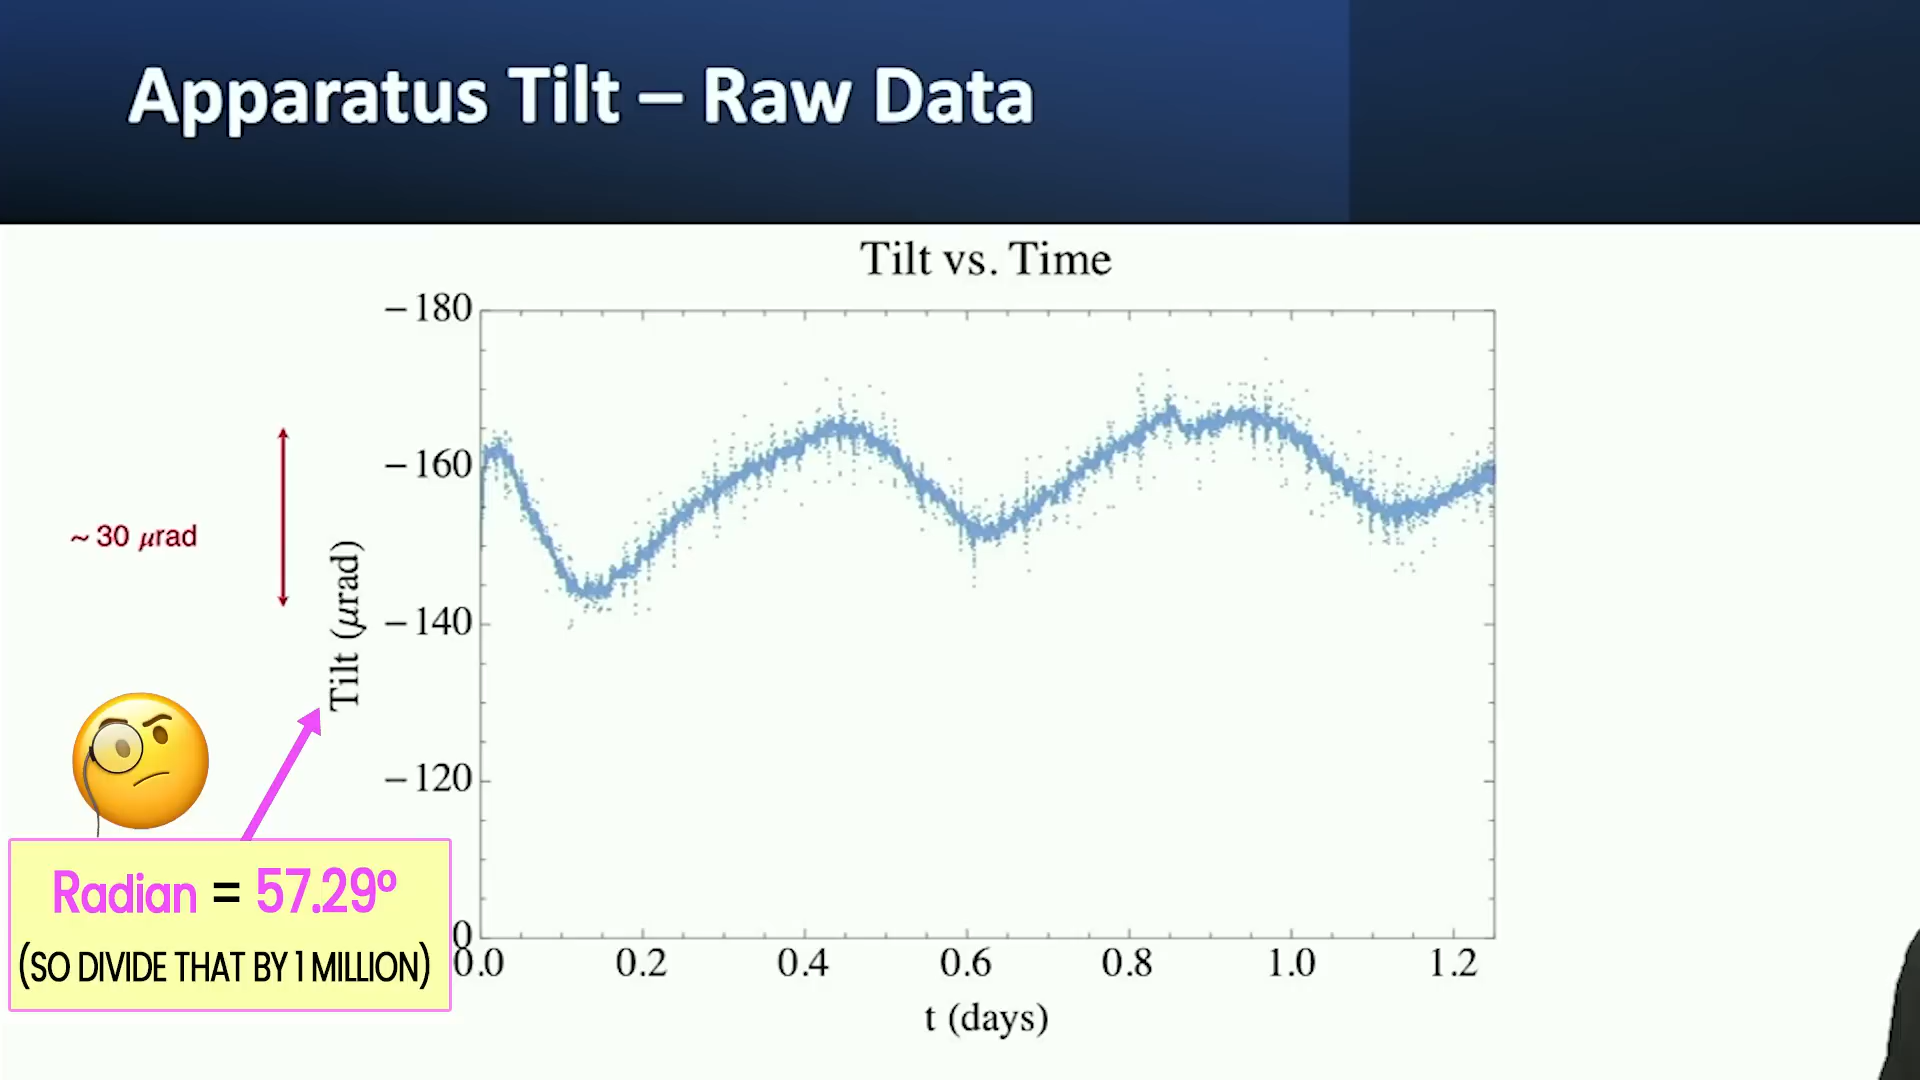 Apparatus Tilt – Raw Data
Tilt vs. Time
−180
−160
−140
−120
0
~ 30 μrad
Tilt (μrad)
Radian = 57.29º
(SO DIVIDE THAT BY 1 MILLION)
0.0 0.2 0.4 0.6 0.8 1.0 1.2
t (days)